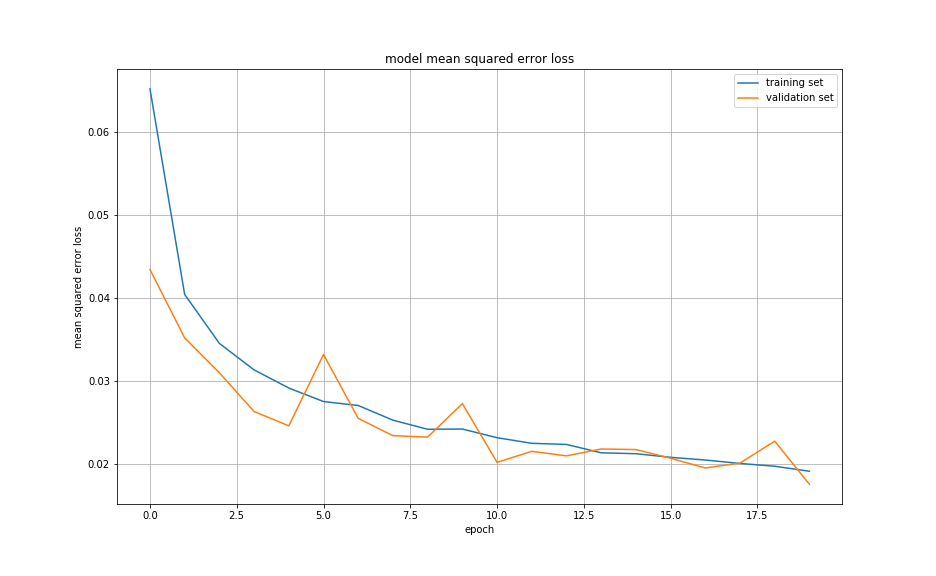 model mean squared error loss
training set
validation set
0.06
0.05
0.04
0.03
0.02
mean squared error loss
0.0
2.5
5.0
7.5
10.0
12.5
15.0
17.5
epoch